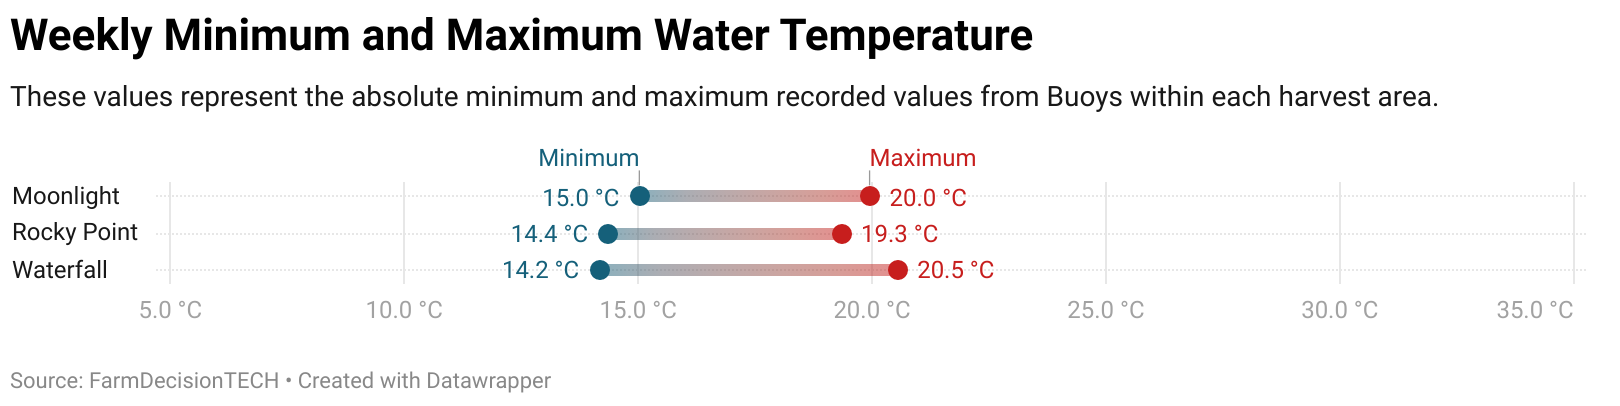 Weekly Minimum and Maximum Water Temperature
These values represent the absolute minimum and maximum recorded values from Buoys within each harvest area.
Minimum Maximum
Moonlight 15.0 °C 20.0 °C
Rocky Point 14.4 °C 19.3 °C
Waterfall 14.2 °C 20.5 °C
5.0 °C 10.0 °C 15.0 °C 20.0 °C 25.0 °C 30.0 °C 35.0 °C
Source: FarmDecisionTECH • Created with Datawrapper